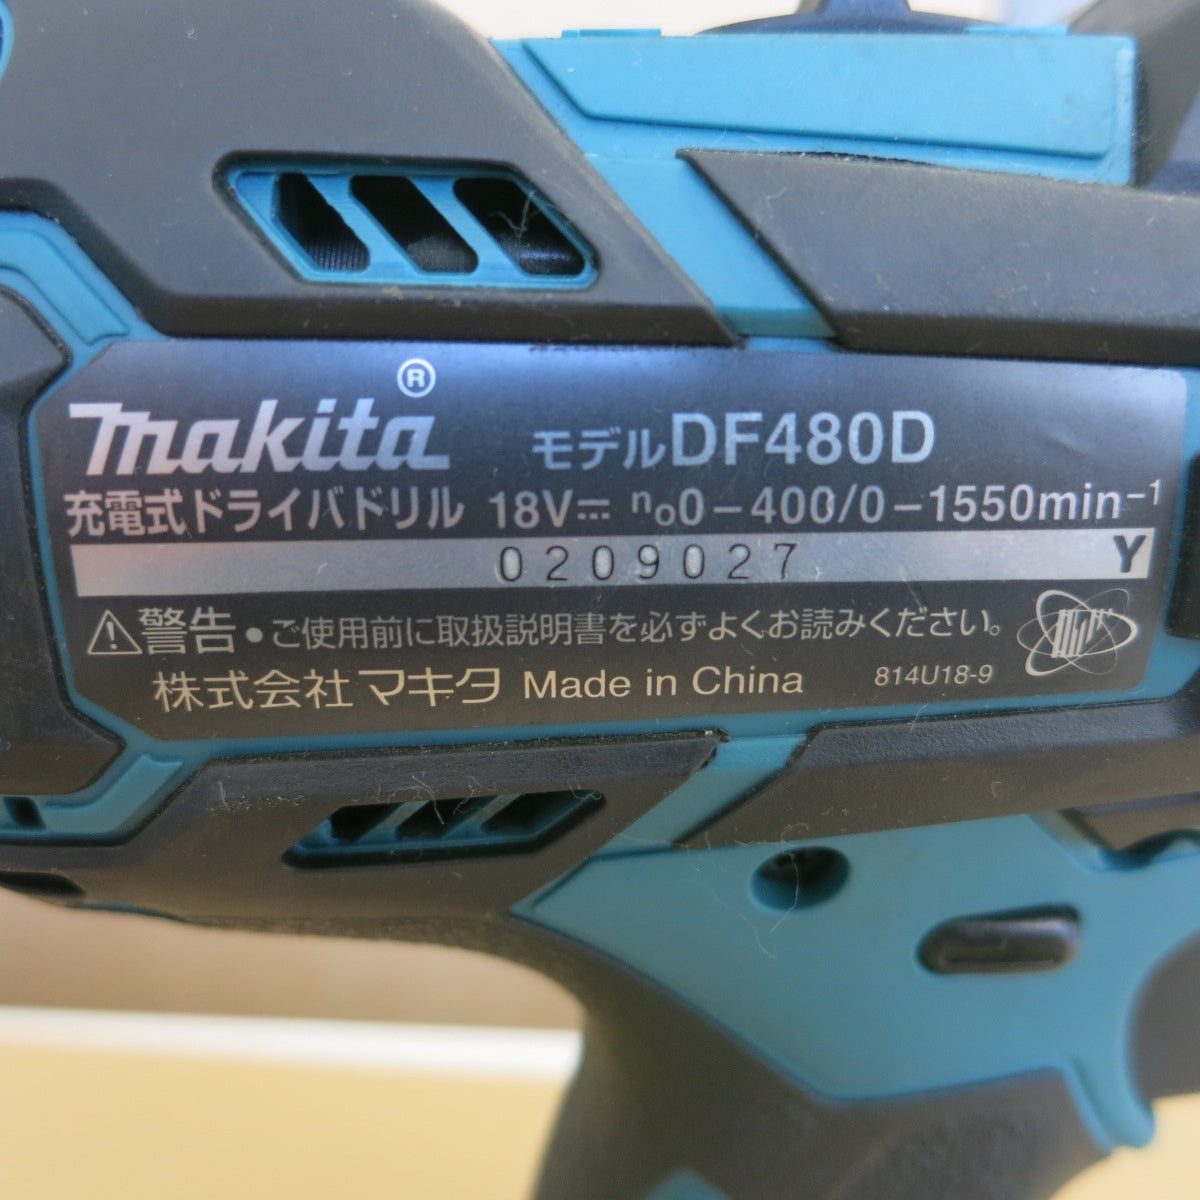 makita®
モデルDF480D
充電式ドライバドリル 18V⎓ n₀0－400/0－1550min⁻¹
0209027 Y
⚠警告・ご使用前に取扱説明書を必ずよくお読みください。
株式会社マキタ Made in China 814U18-9